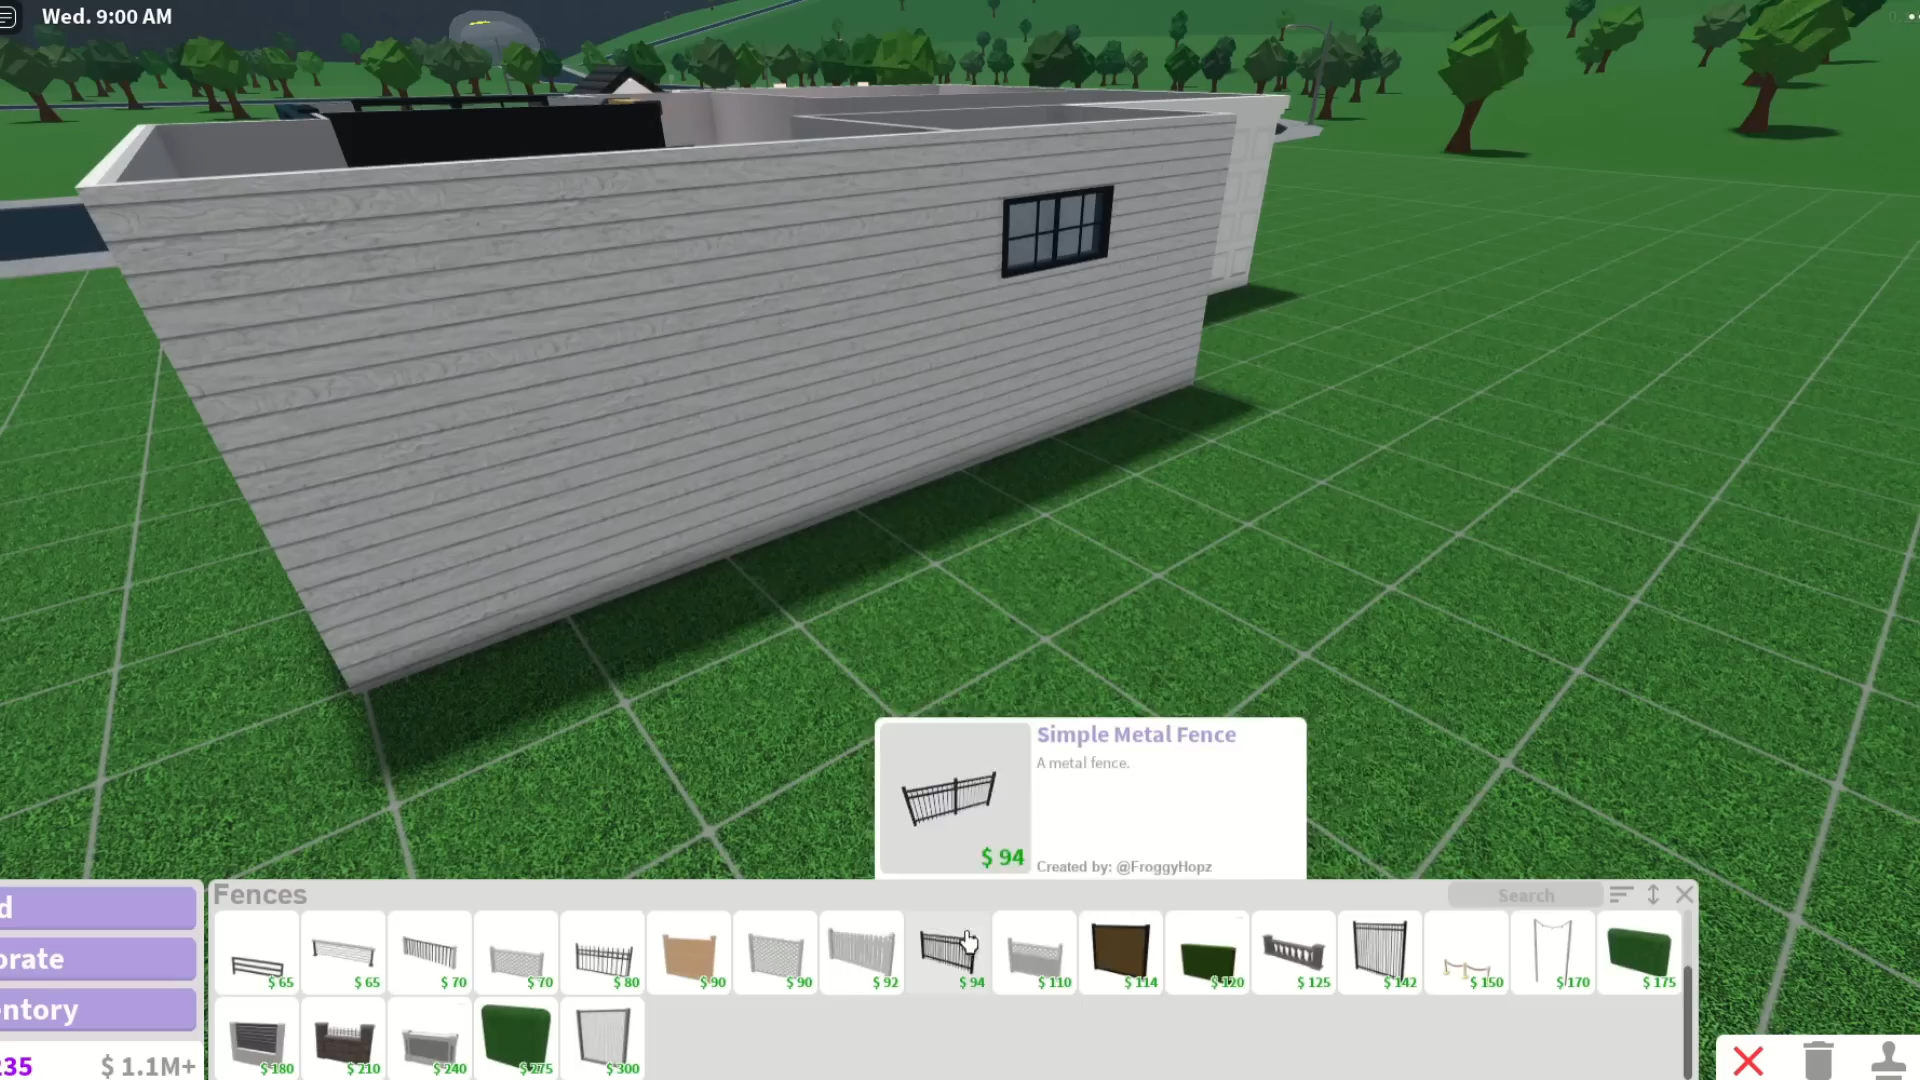 Wed. 9:00 AM
Simple Metal Fence
A metal fence.
$ 94
Created by: @FroggyHopz
d
Fences
Search
orate
$ 65
$ 65
$ 70
$ 70
$ 80
$ 90
$ 90
$ 92
$ 94
$ 110
$ 114
$ 120
$ 125
$ 142
$ 150
$ 170
$ 175
entory
35
$ 1.1M+
$ 180
$ 210
$ 240
$ 275
$ 300